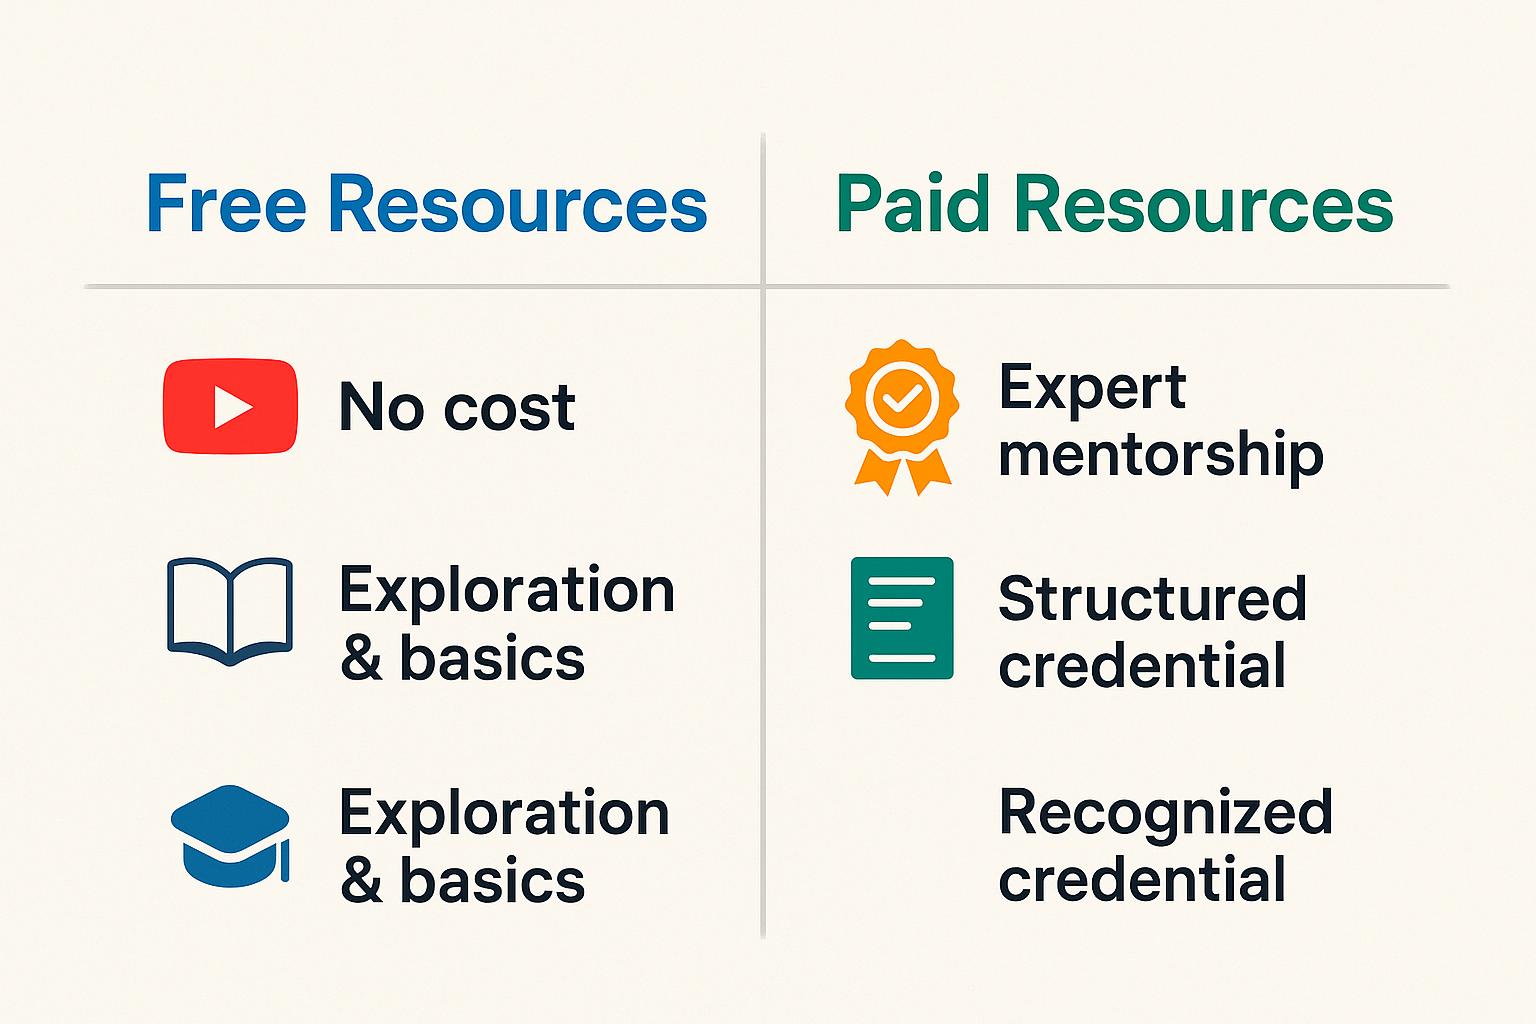 Free Resources
Paid Resources
No cost
Expert
mentorship
Exploration
& basics
Structured
credential
Exploration
& basics
Recognized
credential